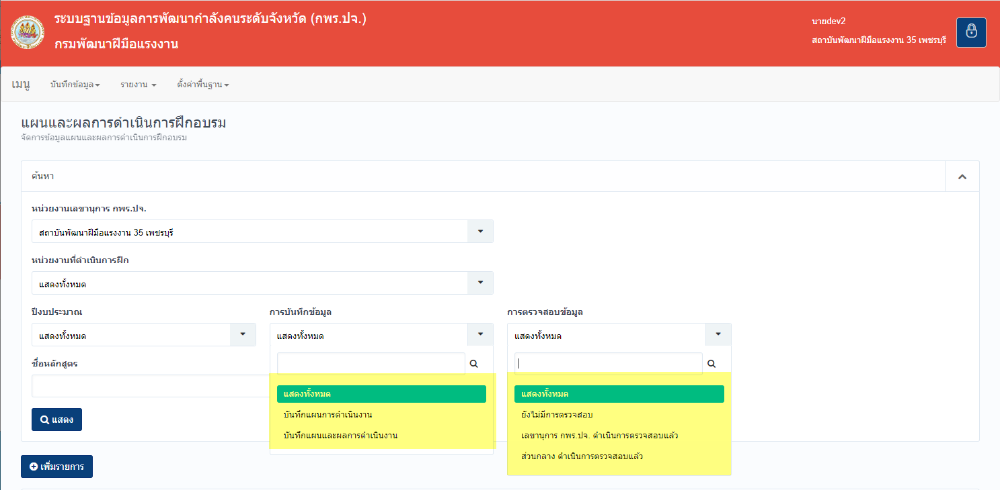 ระบบฐานข้อมูลการพัฒนากำลังคนระดับจังหวัด (กพร.ปจ.)
กรมพัฒนาฝีมือแรงงาน
นายdev2
สถาบันพัฒนาฝีมือแรงงาน 35 เพชรบุรี
เมนู บันทึกข้อมูล รายงาน ตั้งค่าพื้นฐาน
แผนและผลการดำเนินการฝึกอบรม
จัดการข้อมูลแผนและผลการดำเนินการฝึกอบรม
ค้นหา
หน่วยงานเลขานุการ กพร.ปจ.
สถาบันพัฒนาฝีมือแรงงาน 35 เพชรบุรี
หน่วยงานที่ดำเนินการฝึก
แสดงทั้งหมด
ปีงบประมาณ การบันทึกข้อมูล การตรวจสอบข้อมูล
แสดงทั้งหมด แสดงทั้งหมด แสดงทั้งหมด
ชื่อหลักสูตร
แสดงทั้งหมด แสดงทั้งหมด
บันทึกแผนการดำเนินงาน ยังไม่มีการตรวจสอบ
แสดง
บันทึกแผนและผลการดำเนินงาน เลขานุการ กพร.ปจ. ดำเนินการตรวจสอบแล้ว
ส่วนกลาง ดำเนินการตรวจสอบแล้ว
เพิ่มรายการ